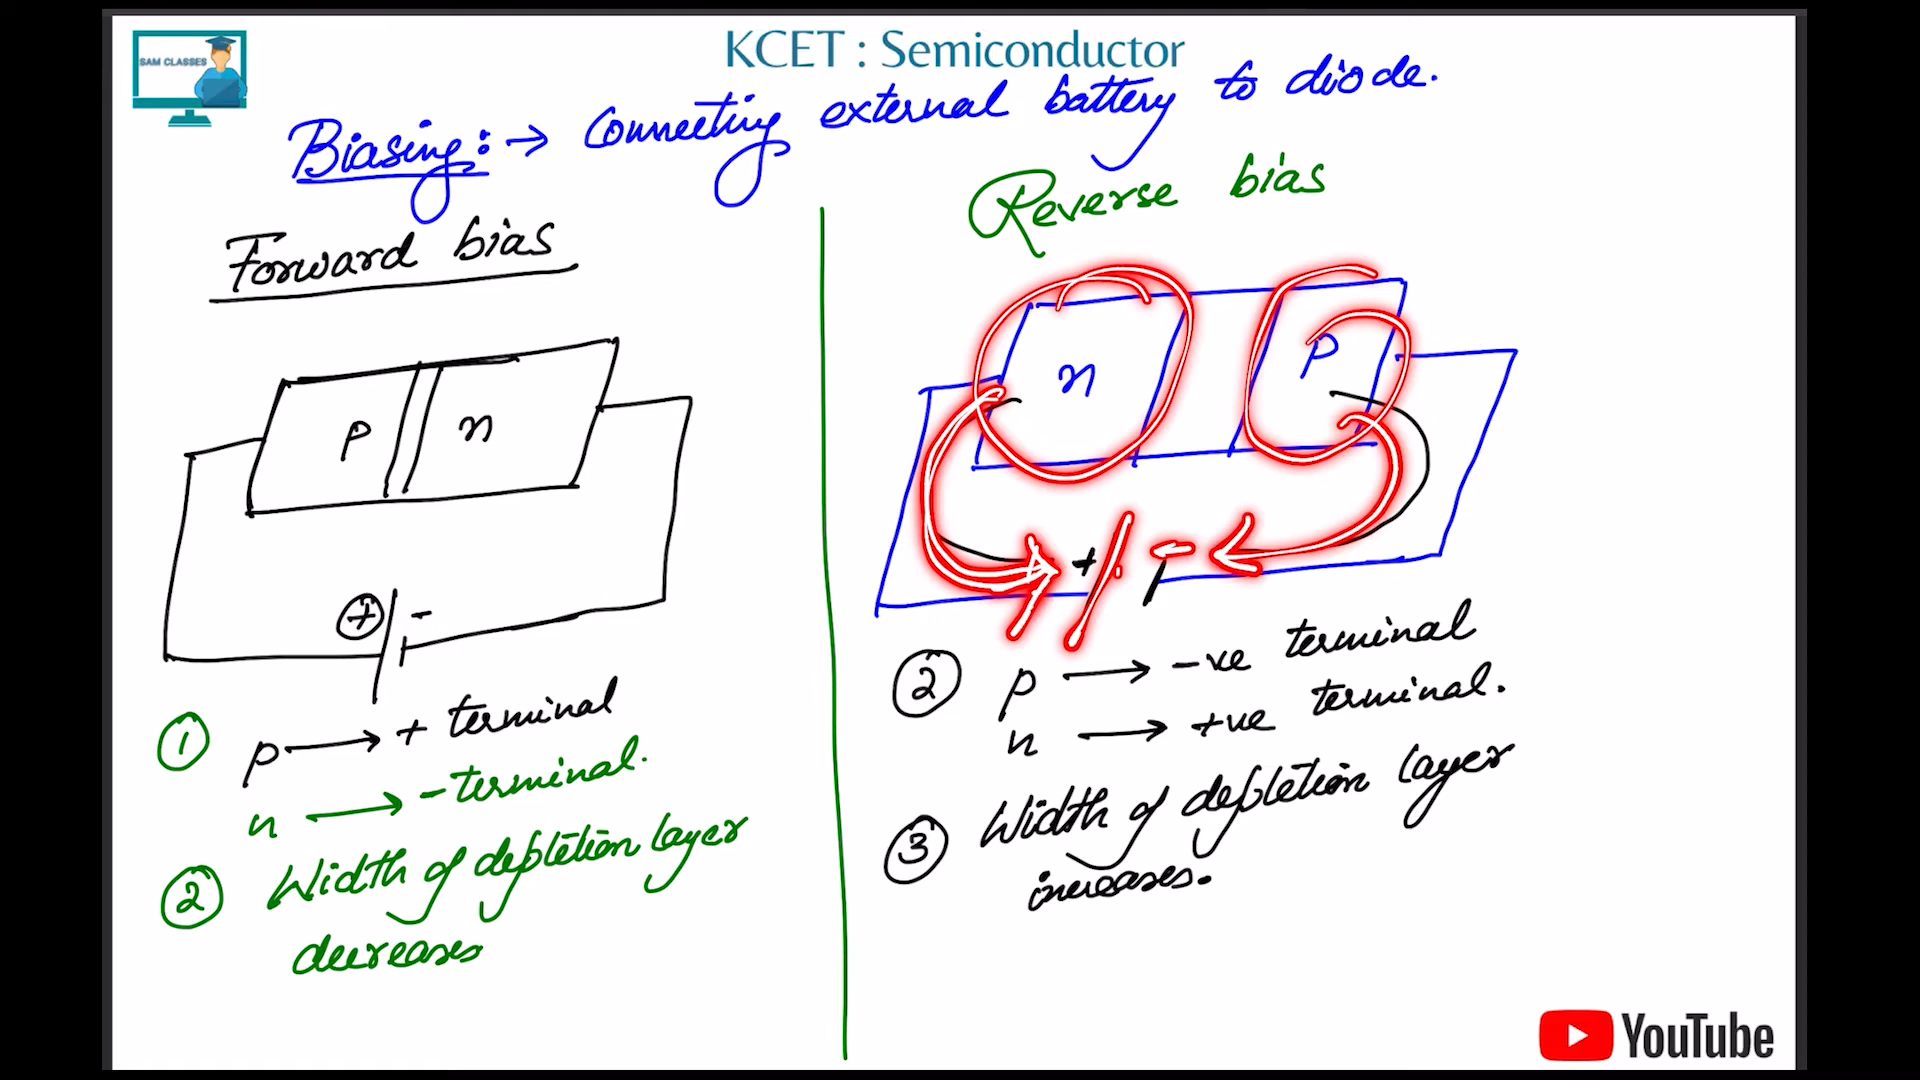 SAM CLASSES
KCET : Semiconductor
Biasing :→ Connecting external battery to diode.
Forward bias
p n
+ -
① p → + terminal
n → - terminal.
② Width of depletion layer
decreases
Reverse bias
n p
+ -
② p → -ve terminal
n → +ve terminal.
③ Width of depletion layer
increases.
YouTube